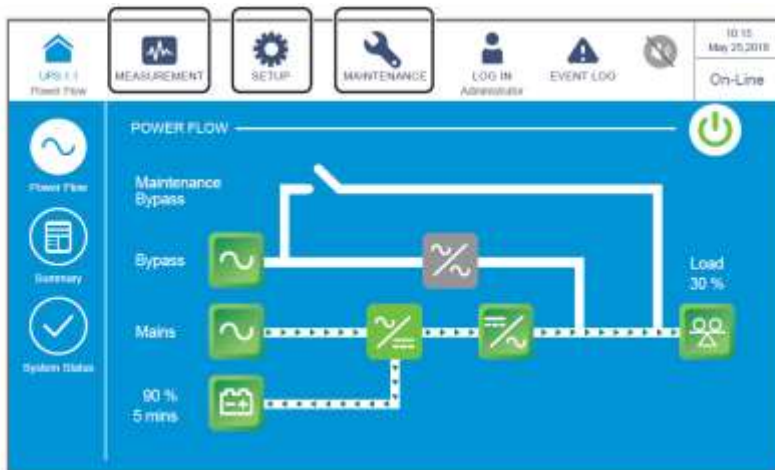 UPS 1-1
Power Flow
MEASUREMENT
SETUP
MAINTENANCE
LOG IN
Administrator
EVENT LOG
10:15
May 25,2018
On-Line
Power Flow
Summary
System Status
POWER FLOW
Maintenance
Bypass
Bypass
Mains
90 %
5 mins
Load
30 %